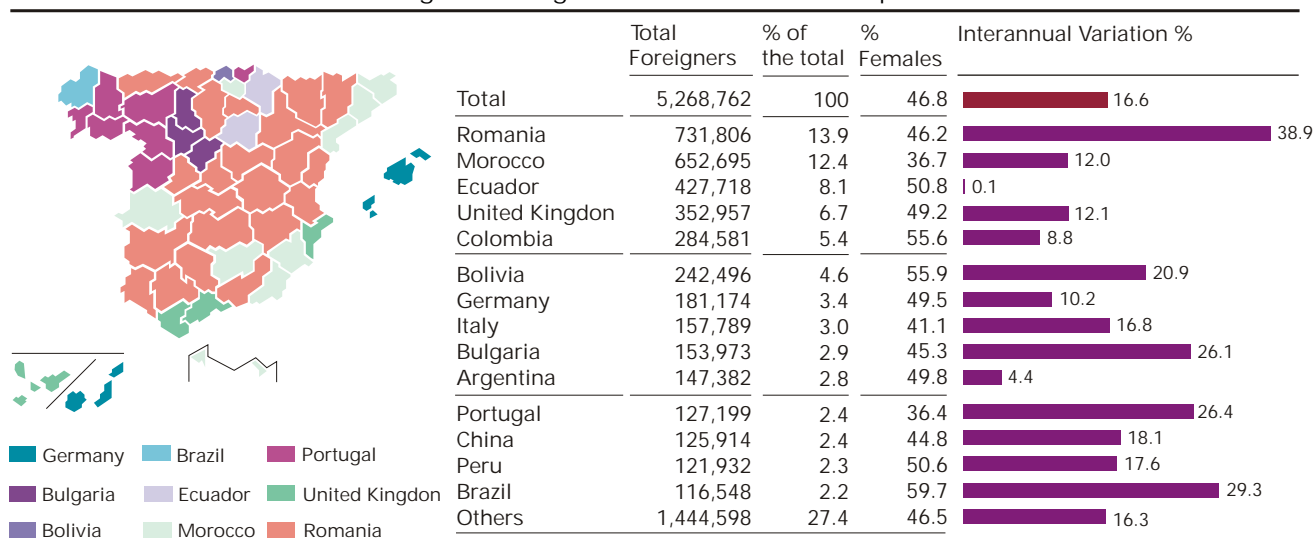 Total Foreigners % of the total % Females Interannual Variation %
Total 5,268,762 100 46.8 16.6
Romania 731,806 13.9 46.2 38.9
Morocco 652,695 12.4 36.7 12.0
Ecuador 427,718 8.1 50.8 0.1
United Kingdon 352,957 6.7 49.2 12.1
Colombia 284,581 5.4 55.6 8.8
Bolivia 242,496 4.6 55.9 20.9
Germany 181,174 3.4 49.5 10.2
Italy 157,789 3.0 41.1 16.8
Bulgaria 153,973 2.9 45.3 26.1
Argentina 147,382 2.8 49.8 4.4
Portugal 127,199 2.4 36.4 26.4
China 125,914 2.4 44.8 18.1
Peru 121,932 2.3 50.6 17.6
Brazil 116,548 2.2 59.7 29.3
Others 1,444,598 27.4 46.5 16.3
Germany Brazil Portugal
Bulgaria Ecuador United Kingdon
Bolivia Morocco Romania